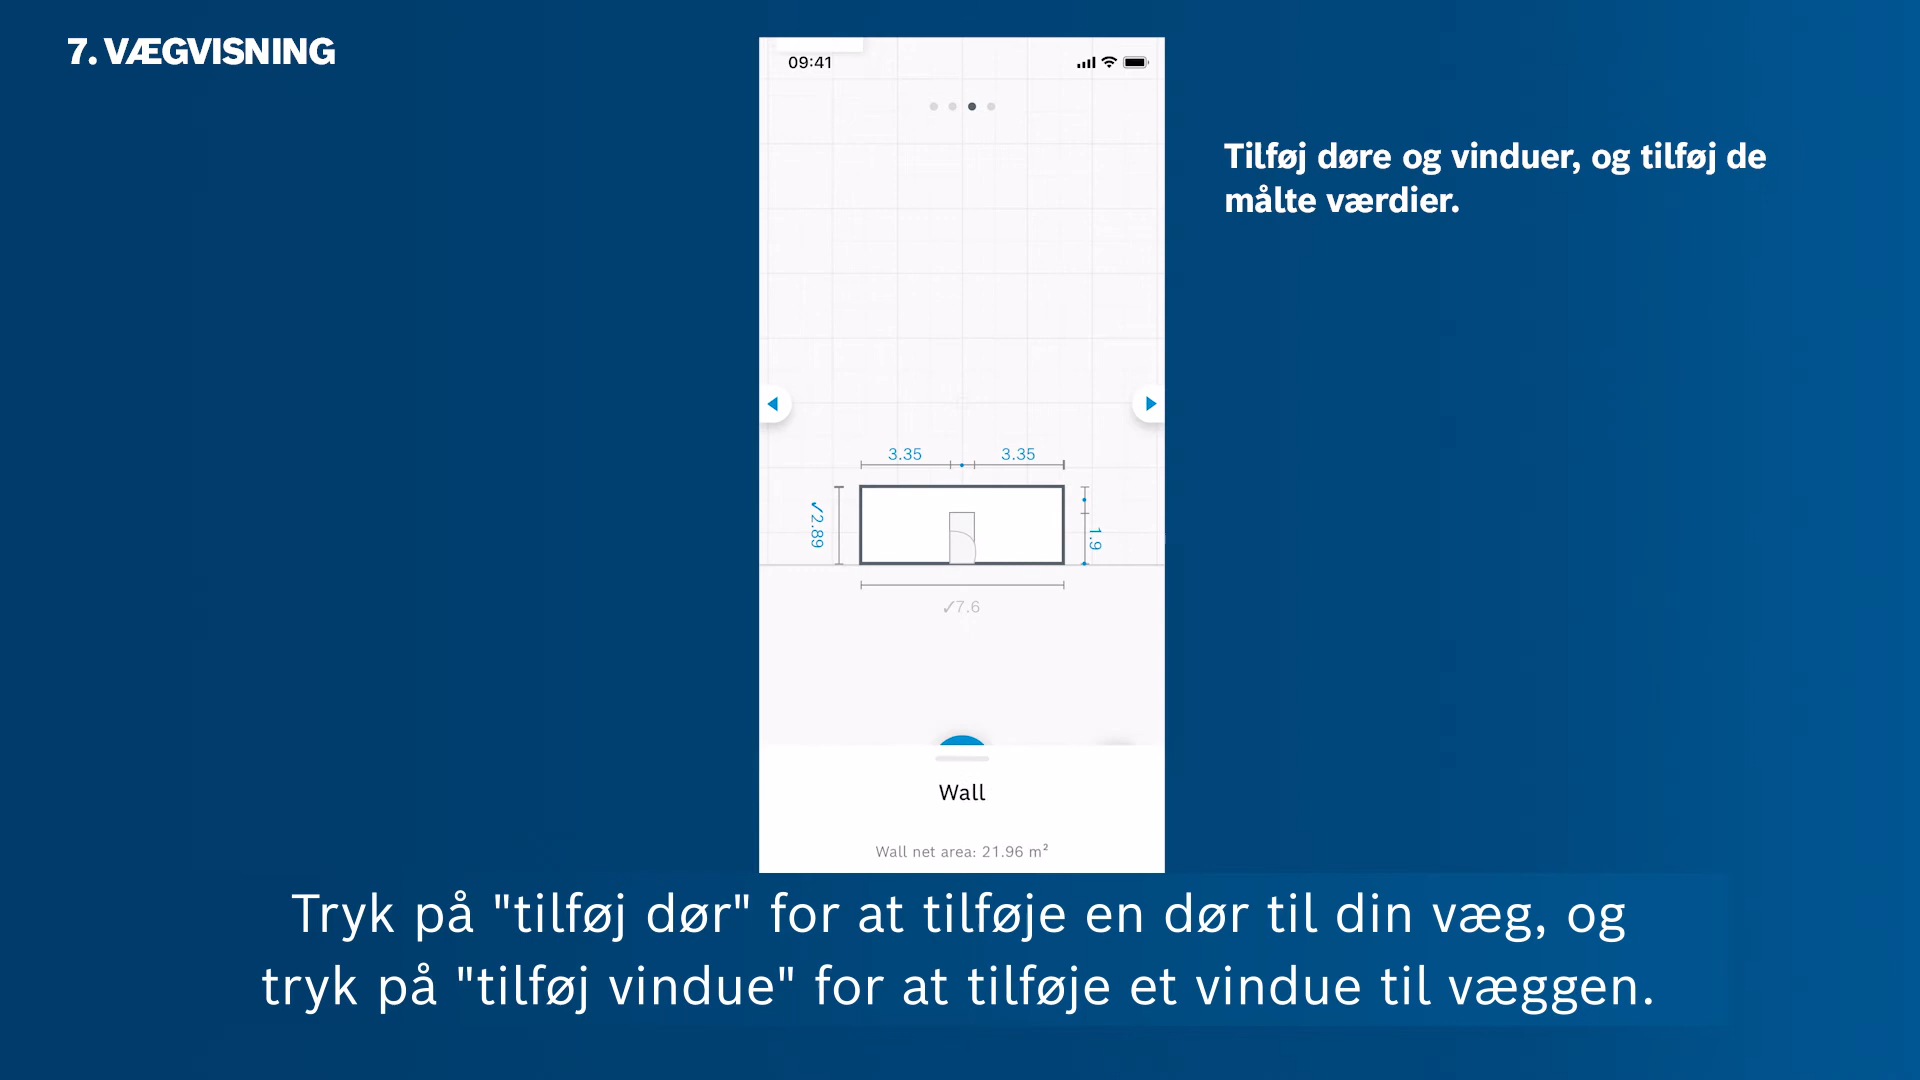 7. VÆGVISNING
09:41
Tilføj døre og vinduer, og tilføj de
målte værdier.
3.35 3.35
✓2.89
1.9
✓7.6
Wall
Wall net area: 21.96 m²
Tryk på "tilføj dør" for at tilføje en dør til din væg, og
tryk på "tilføj vindue" for at tilføje et vindue til væggen.